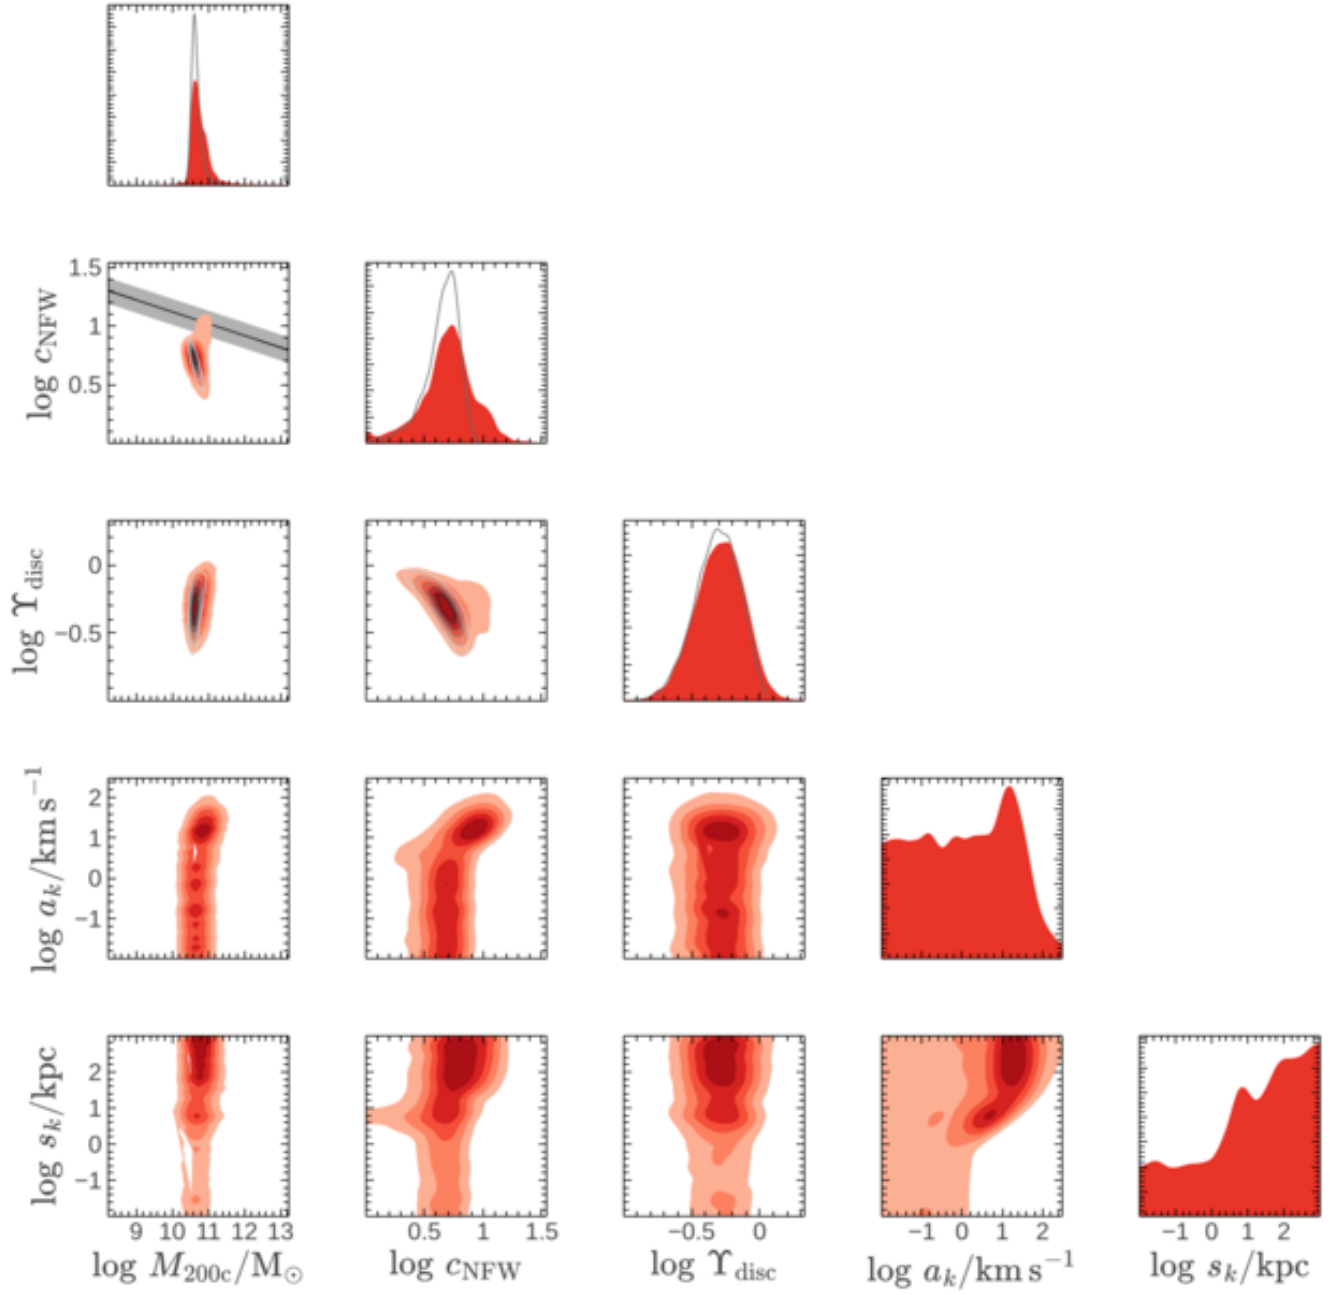 1.5
1
0.5
log c_NFW
0
−0.5
log ϒ_disc
2
1
0
−1
log a_k/km s⁻¹
2
1
0
−1
log s_k/kpc
9 10 11 12 13 0.5 1 1.5 −0.5 0 −1 0 1 2 −1 0 1 2
log M_200c/M_⊙ log c_NFW log ϒ_disc log a_k/km s⁻¹ log s_k/kpc